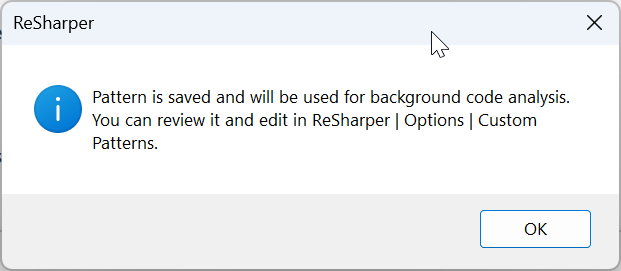 ReSharper
Pattern is saved and will be used for background code analysis.
You can review it and edit in ReSharper | Options | Custom
Patterns.
OK